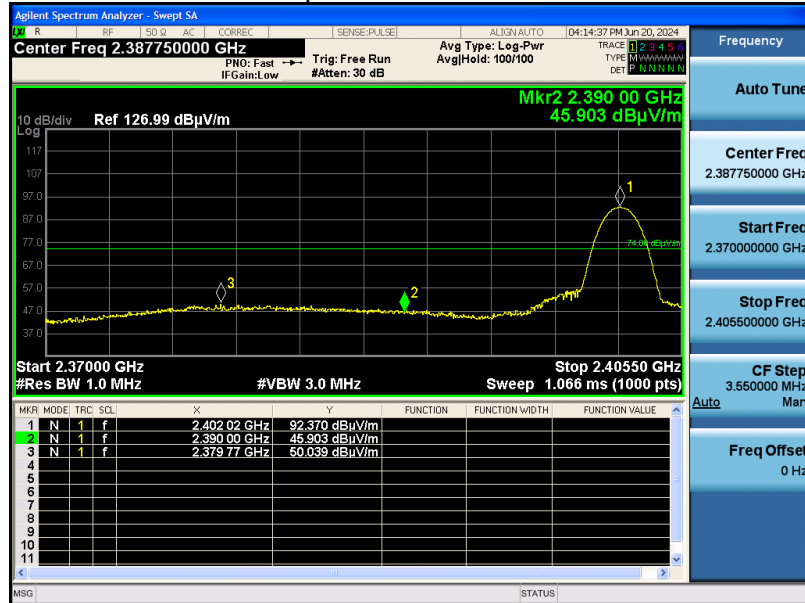 Agilent Spectrum Analyzer - Swept SA
LXI R RF 50 Ω AC CORREC SENSE:PULSE ALIGN AUTO 04:14:37 PM Jun 20, 2024
Center Freq 2.387750000 GHz
PNO: Fast
IFGain:Low
Trig: Free Run
#Atten: 30 dB
Avg Type: Log-Pwr
Avg|Hold: 100/100
TRACE 1 2 3 4 5 6
TYPE M
DET P N N N N N
Frequency
Mkr2 2.390 00 GHz
45.903 dBµV/m
10 dB/div Ref 126.99 dBµV/m
Log
117
107
97.0
87.0
77.0
67.0
57.0
47.0
37.0
1
2
3
74.00 dBµV/m
Start 2.37000 GHz Stop 2.40550 GHz
#Res BW 1.0 MHz #VBW 3.0 MHz Sweep 1.066 ms (1000 pts)
MKR MODE TRC SCL X Y FUNCTION FUNCTION WIDTH FUNCTION VALUE
1 N 1 f 2.402 02 GHz 92.370 dBµV/m
2 N 1 f 2.390 00 GHz 45.903 dBµV/m
3 N 1 f 2.379 77 GHz 50.039 dBµV/m
4
5
6
7
8
9
10
11
MSG STATUS
Auto Tune
Center Freq
2.387750000 GHz
Start Freq
2.370000000 GHz
Stop Freq
2.405500000 GHz
CF Step
3.550000 MHz
Auto Man
Freq Offset
0 Hz